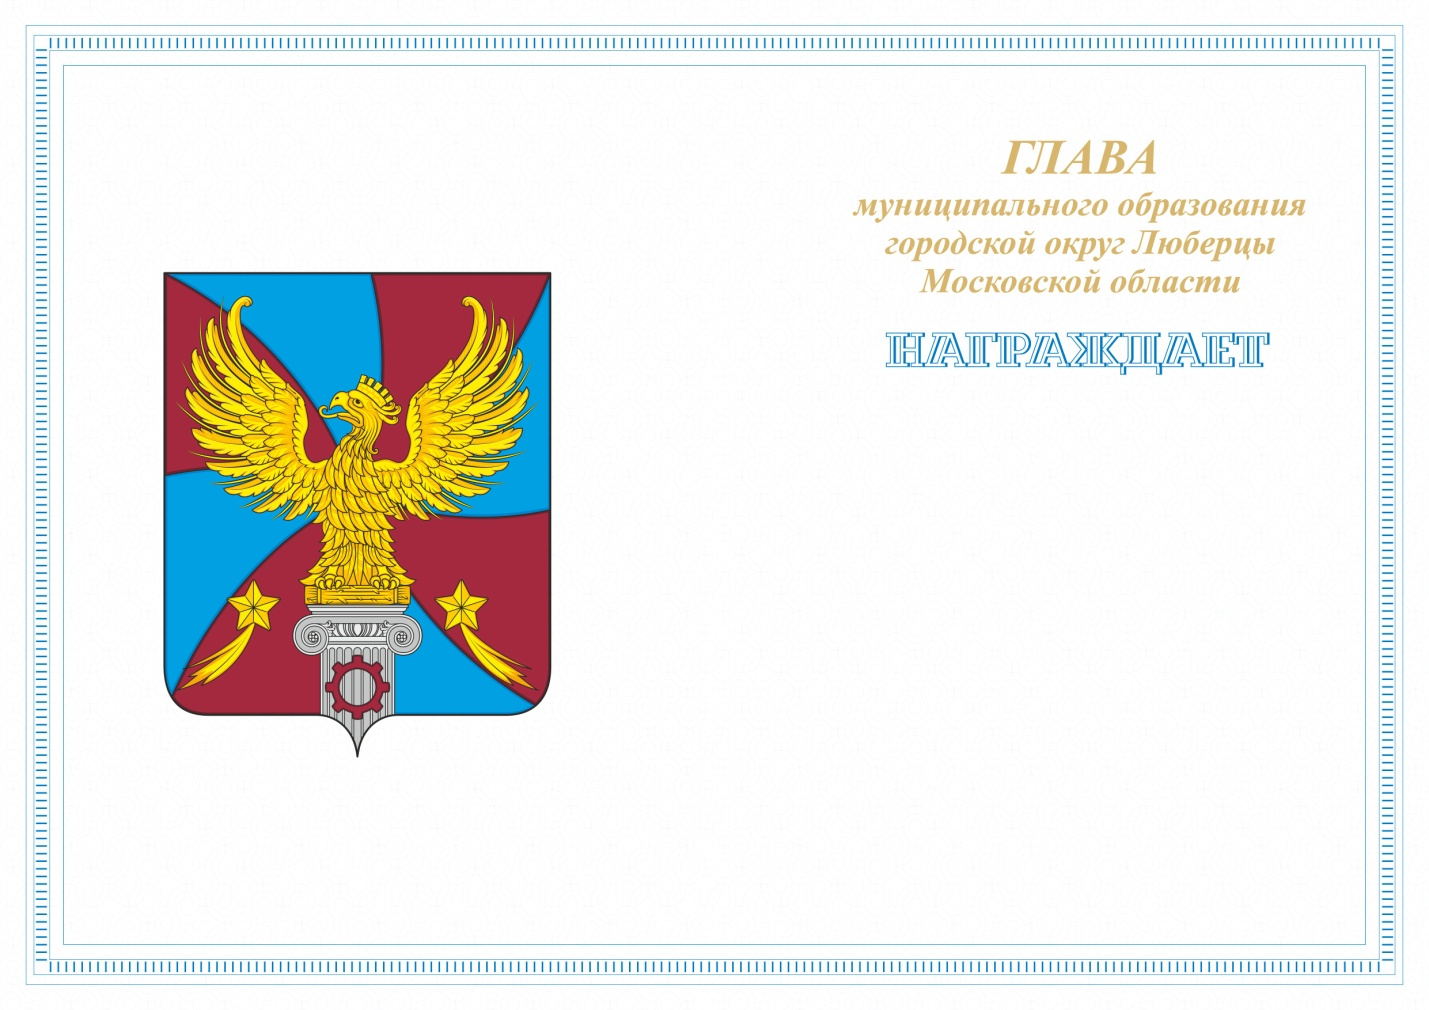 ГЛАВА
муниципального образования
городской округ Люберцы
Московской области
НАГРАЖДАЕТ